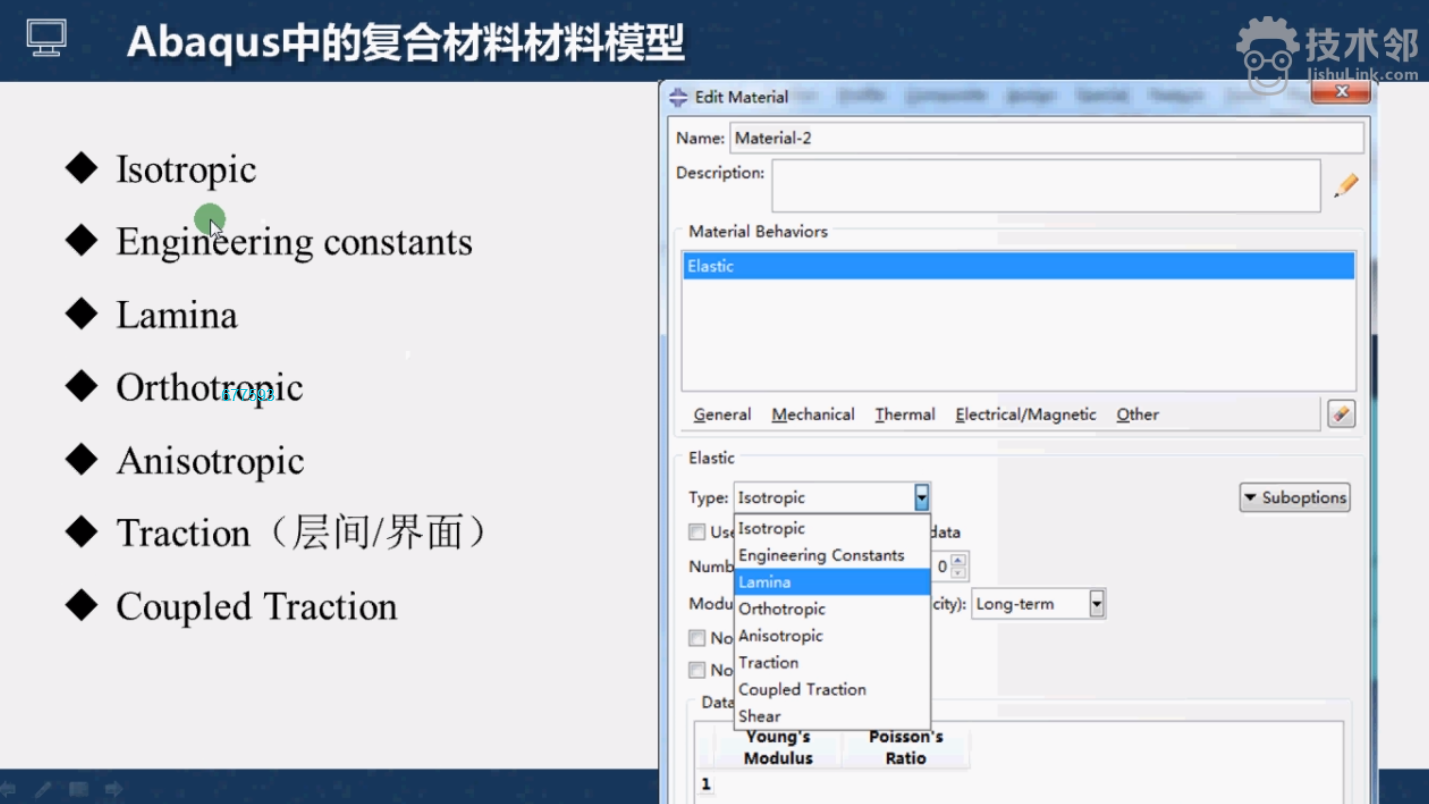 Abaqus中的复合材料材料模型
技术邻
JishuLink.com
Isotropic
Engineering constants
Lamina
Orthotropic
677593
Anisotropic
Traction（层间/界面）
Coupled Traction
Edit Material
Name: Material-2
Description:
Material Behaviors
Elastic
General Mechanical Thermal Electrical/Magnetic Other
Elastic
Type: Isotropic
Suboptions
Isotropic
Engineering Constants
Lamina
Orthotropic
Anisotropic
Traction
Coupled Traction
Shear
Use
data
Numb
0
Modu
city): Long-term
No
No
Data
Young's Modulus
Poisson's Ratio
1